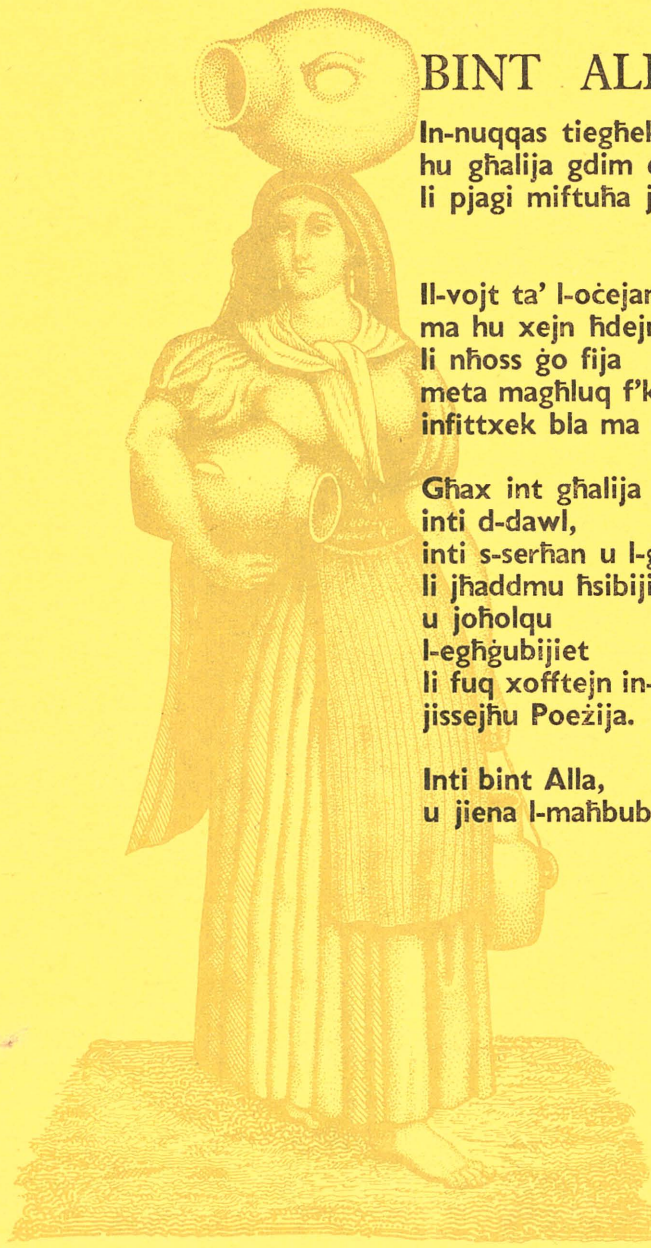 BINT ALL
In-nuqqas tiegħek
hu għalija gdim
li pjagi miftuħa j
Il-vojt ta' l-oċejan
ma hu xejn ħdejn
li nħoss ġo fija
meta magħluq f'k
infittxek bla ma
Għax int għalija
inti d-dawl,
inti s-serħan u l-g
li jħaddmu ħsibiji
u joħolqu
l-egħġubijiet
li fuq xofftejn in-
jissejħu Poeżija.
Inti bint Alla,
u jiena l-maħbub